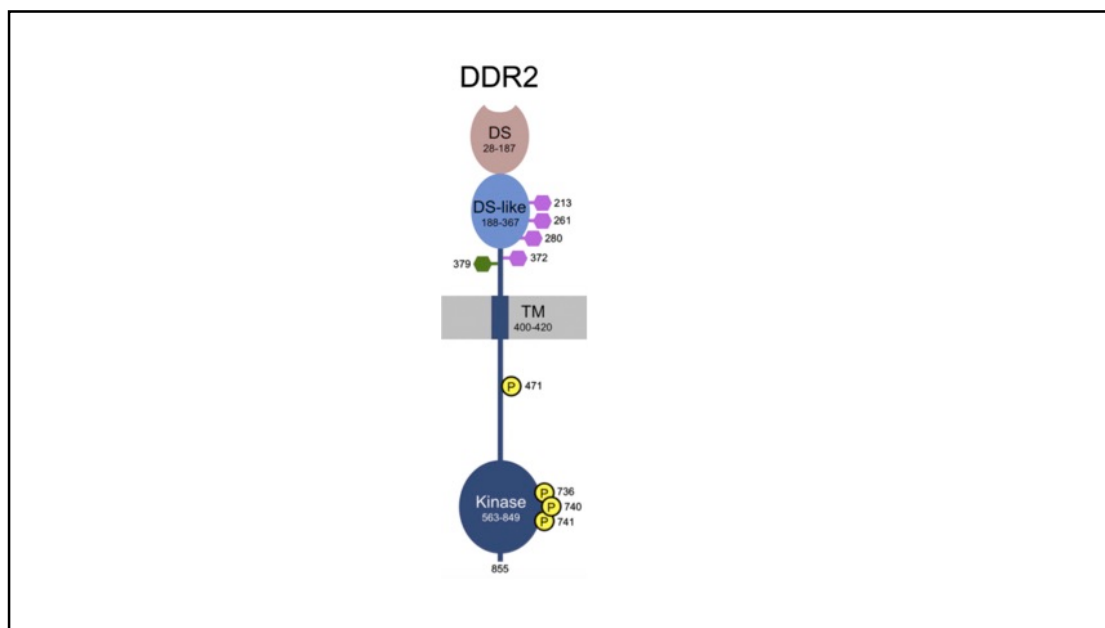 DDR2
DS
28-187
DS-like
188-367
213
261
280
372
379
TM
400-420
P 471
Kinase
563-849
P 736
P 740
P 741
855